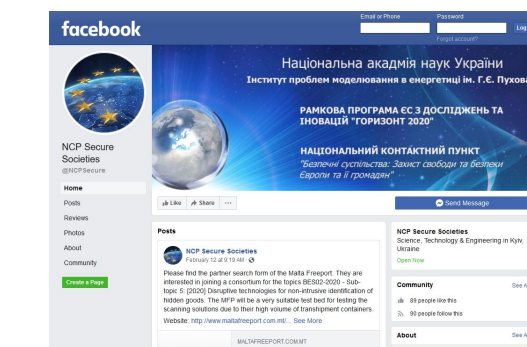 Email or Phone
Password
facebook
Forgot account?
Національна академія наук України
Інститут проблем моделювання в енергетиці ім. Г.Є. Пухова
РАМКОВА ПРОГРАМА ЄС З ДОСЛІДЖЕНЬ ТА
ІНОВАЦІЙ "ГОРИЗОНТ 2020"
НАЦІОНАЛЬНИЙ КОНТАКТНИЙ ПУНКТ
"Безпечні суспільства: Захист свободи та безпеки
Європи та її громадян"
NCP Secure
Societies
@NCPSecure
Home
Posts
Reviews
Photos
About
Community
Create a Page
Like
Share
Send Message
Posts
NCP Secure Societies
February 12 at 9:19 AM
Please find the partner search form of the Malta Freeport. They are
interested in joining a consortium for the topics BES02-2020 - Sub-
topic 5: [2020] Disruptive technologies for non-intrusive identification of
hidden goods. The MFP will be a very suitable test bed for testing the
scanning solutions due to their high volume of transhipment containers.
Website: http://www.maltafreeport.com.mt/... See More
MALTAFREEPORT.COM.MT
NCP Secure Societies
Science, Technology & Engineering in Kyiv,
Ukraine
Open Now
Community
See A
89 people like this
90 people follow this
About
See A